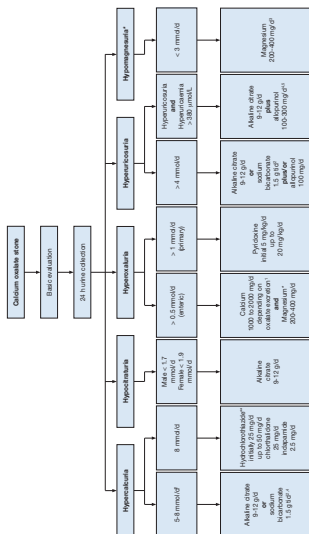 Calcium oxalate stone
Basic evaluation
24 h urine collection
Hypercalcuria
Hypocitraturia
Hyperoxaluria
Hyperuricosuria
Hypomagnesuria
5-8 mmol/d
8 mmol/d
Male < 1.7
mmol/d
Female < 1.9
mmol/d
> 0.5 mmol/d
(enteric)
> 1 mmol/d
(primary)
> 4 mmol/d
Hyperuricosuria
and
Hyperuricaemia
> 380 µmol/L
< 3 mmol/d
Alkaline citrate
9-12 g/d
or
sodium
bicarbonate
1.5 g tid
Hydrochlorothiazide
initially 25 mg/d
up to 50 mg/d
chlorthalidone
25 mg/d
indapamide
2.5 mg/d
Alkaline
citrate
9-12 g/d
Calcium
1000 to 2000 mg/d
depending on
oxalate excretion
and
Magnesium
200-400 mg/d
Pyridoxine
initial 5 mg/kg/d
up to
20 mg/kg/d
Alkaline citrate
9-12 g/d
or
sodium
bicarbonate
1.5 g tid
plus/or
allopurinol
100 mg/d
Alkaline citrate
9-12 g/d
plus
allopurinol
100-300 mg/d
Magnesium
200-400 mg/d